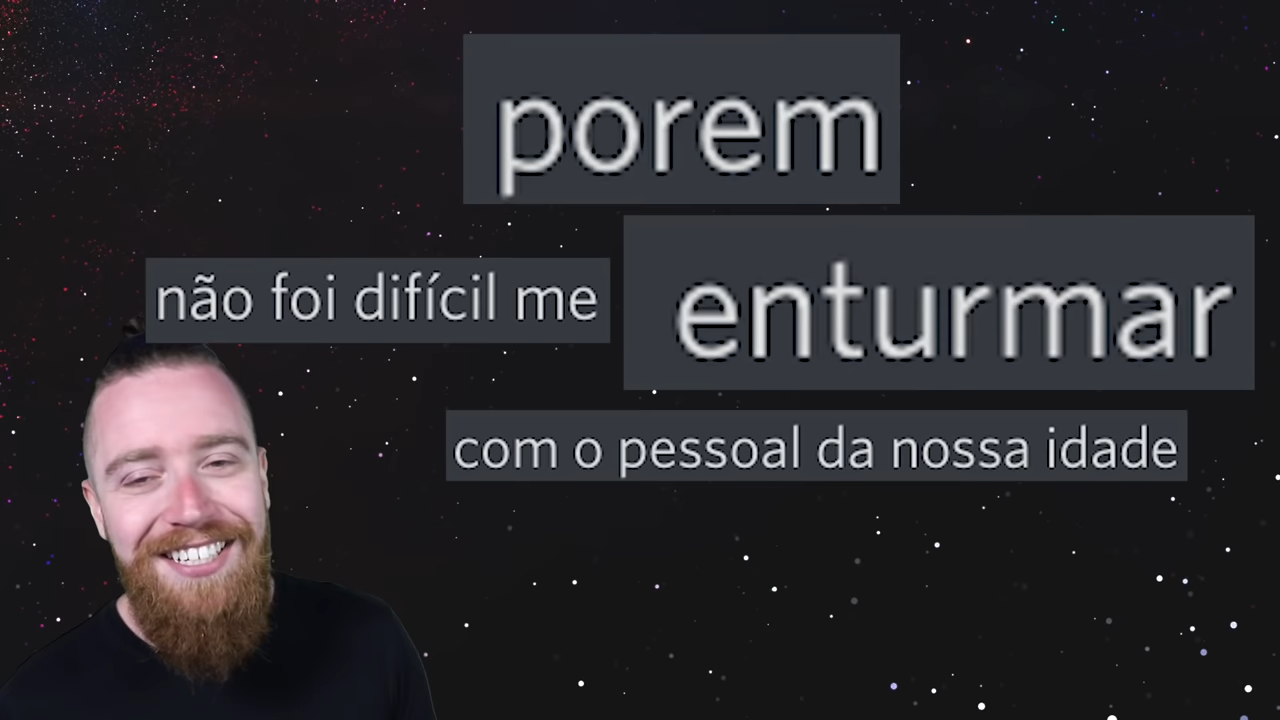 porem
não foi difícil me enturmar
com o pessoal da nossa idade